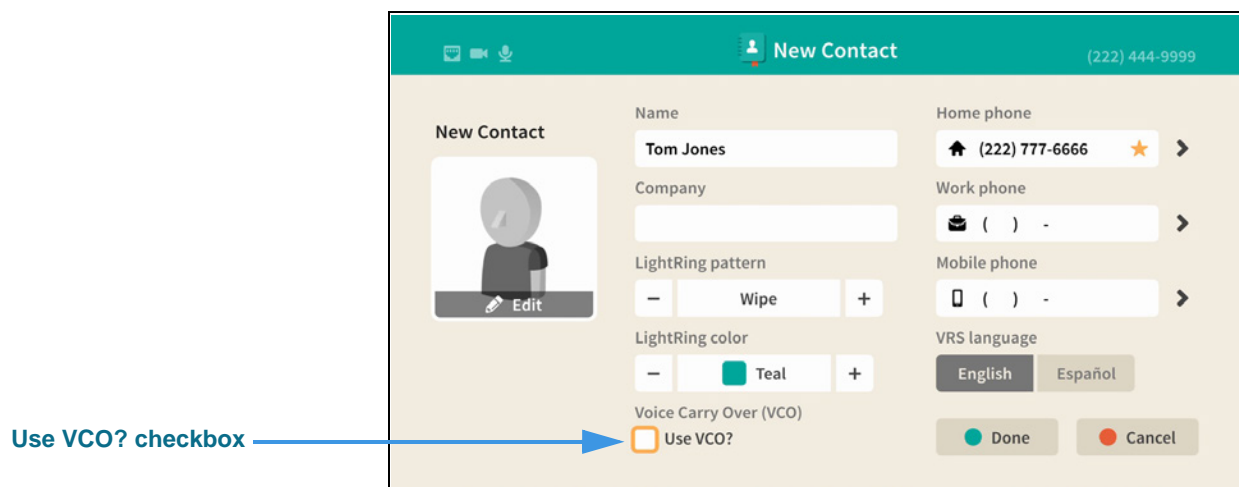 New Contact
(222) 444-9999
New Contact
Edit
Name
Tom Jones
Company
LightRing pattern
− Wipe +
LightRing color
− Teal +
Voice Carry Over (VCO)
Use VCO?
Home phone
(222) 777-6666
Work phone
( ) -
Mobile phone
( ) -
VRS language
English Español
Done Cancel
Use VCO? checkbox